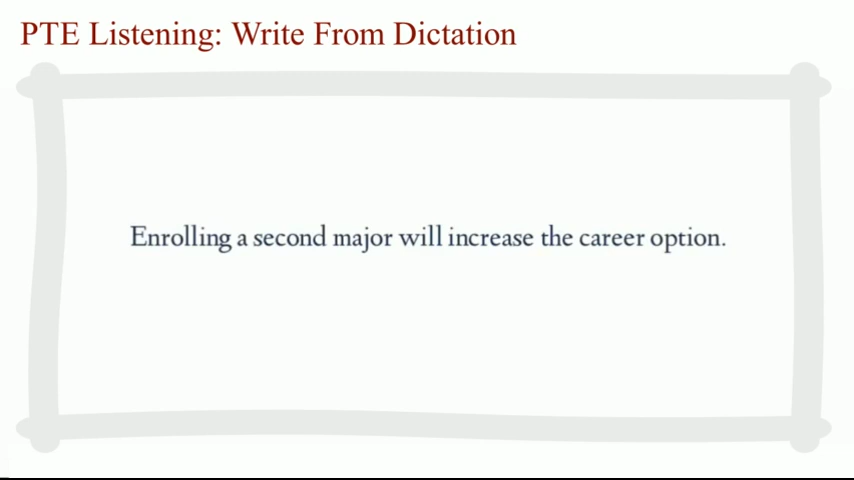 PTE Listening: Write From Dictation
Enrolling a second major will increase the career option.